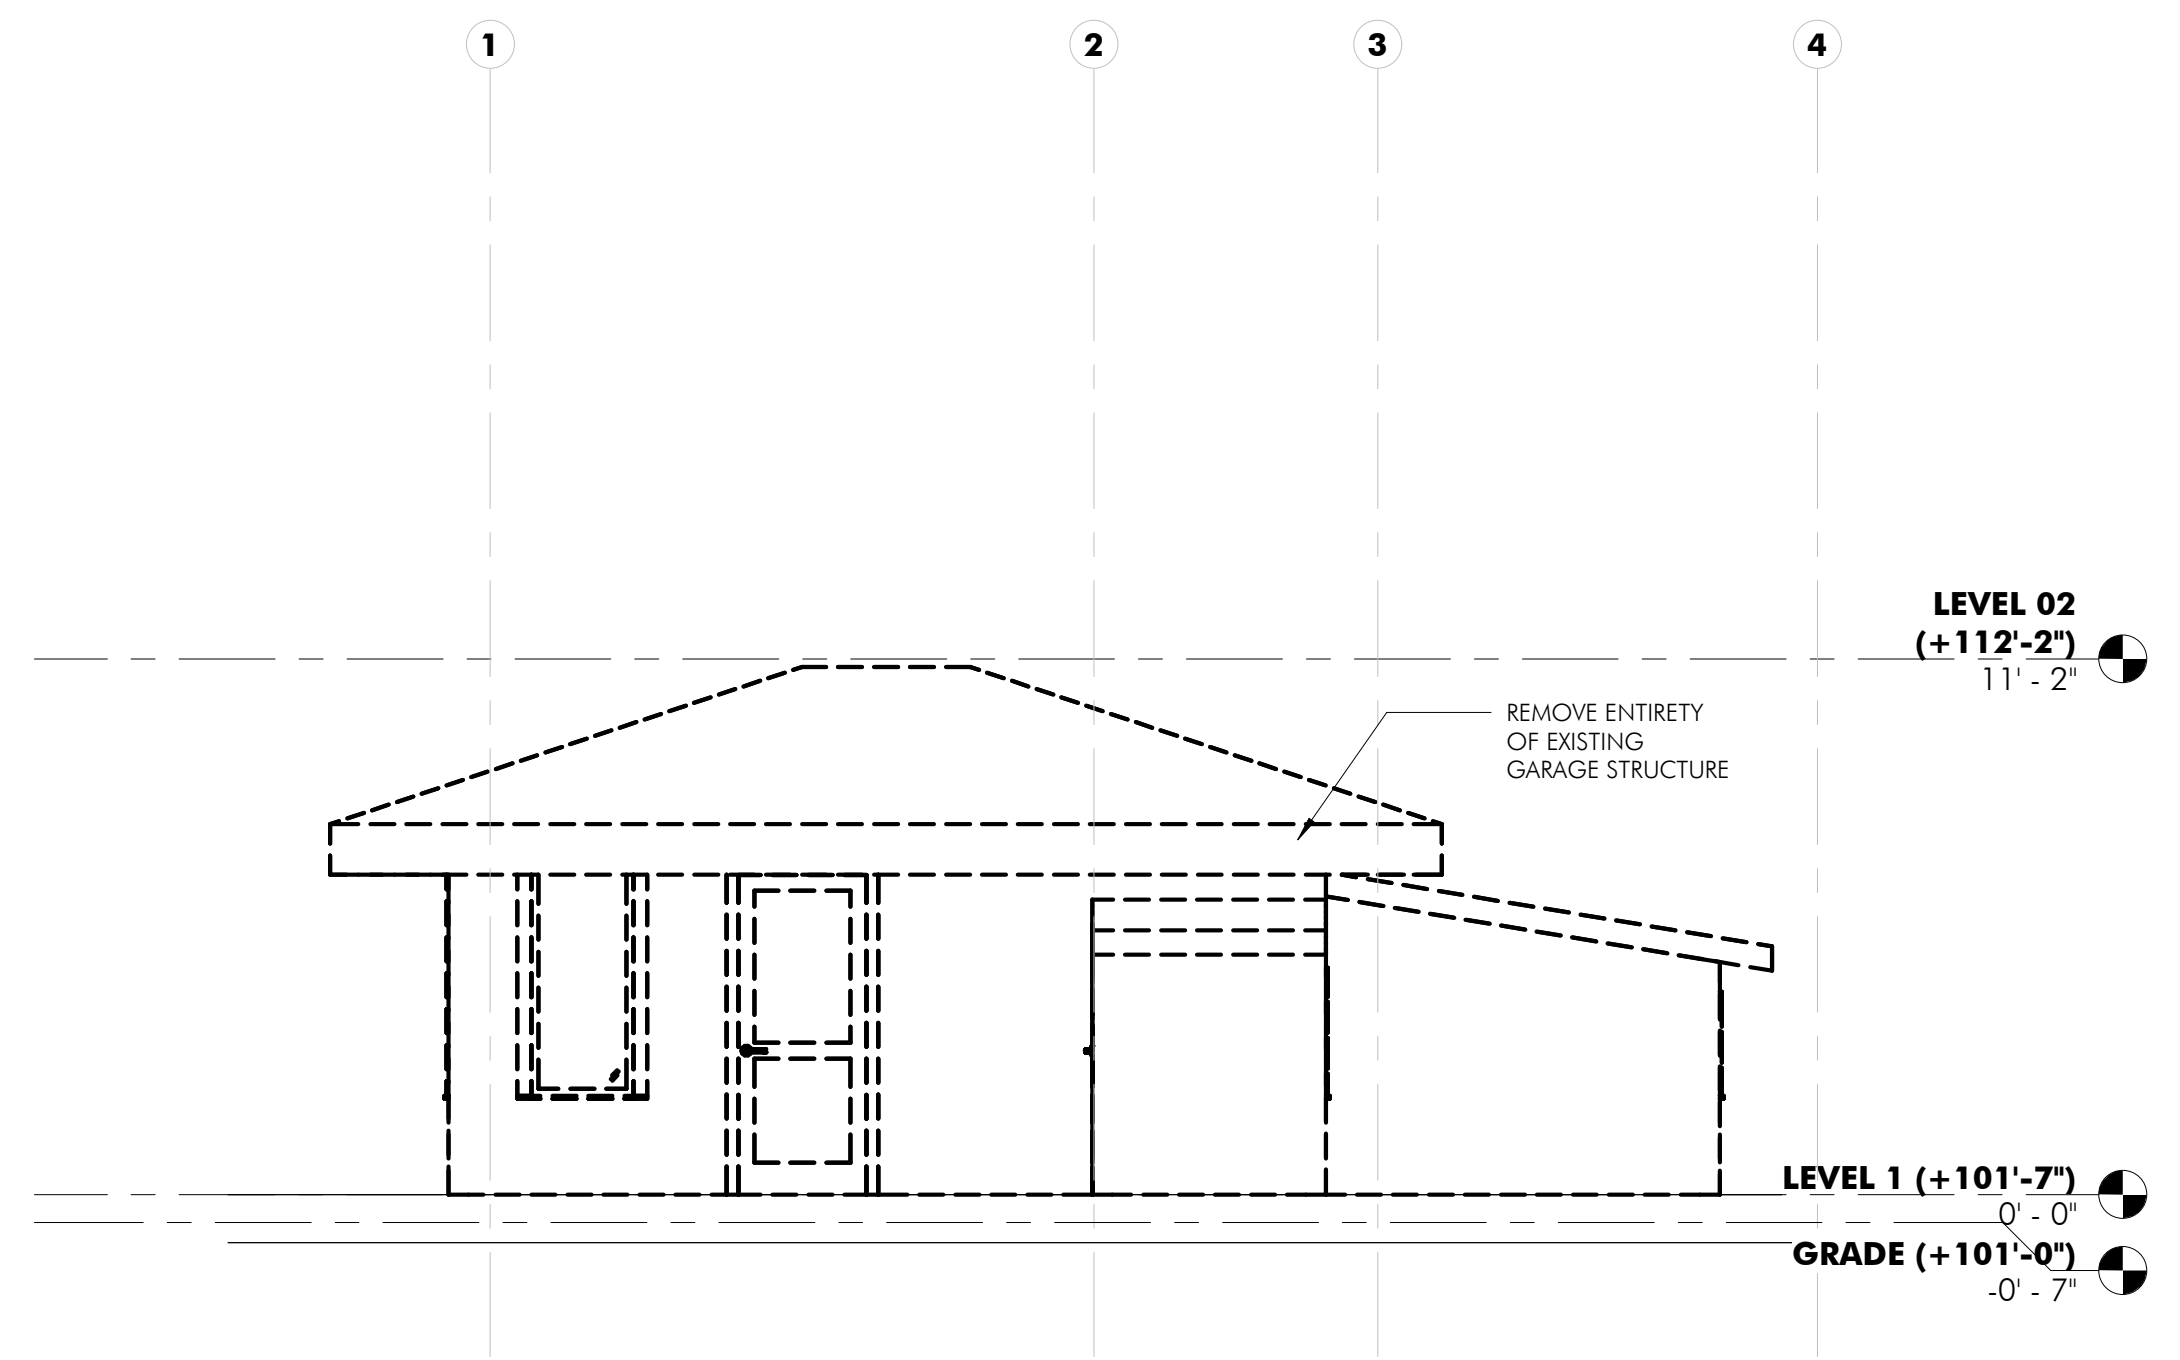 1 2 3 4
LEVEL 02
(+112'-2")
11' - 2"
REMOVE ENTIRETY
OF EXISTING
GARAGE STRUCTURE
LEVEL 1 (+101'-7")
0' - 0"
GRADE (+101'-0")
-0' - 7"